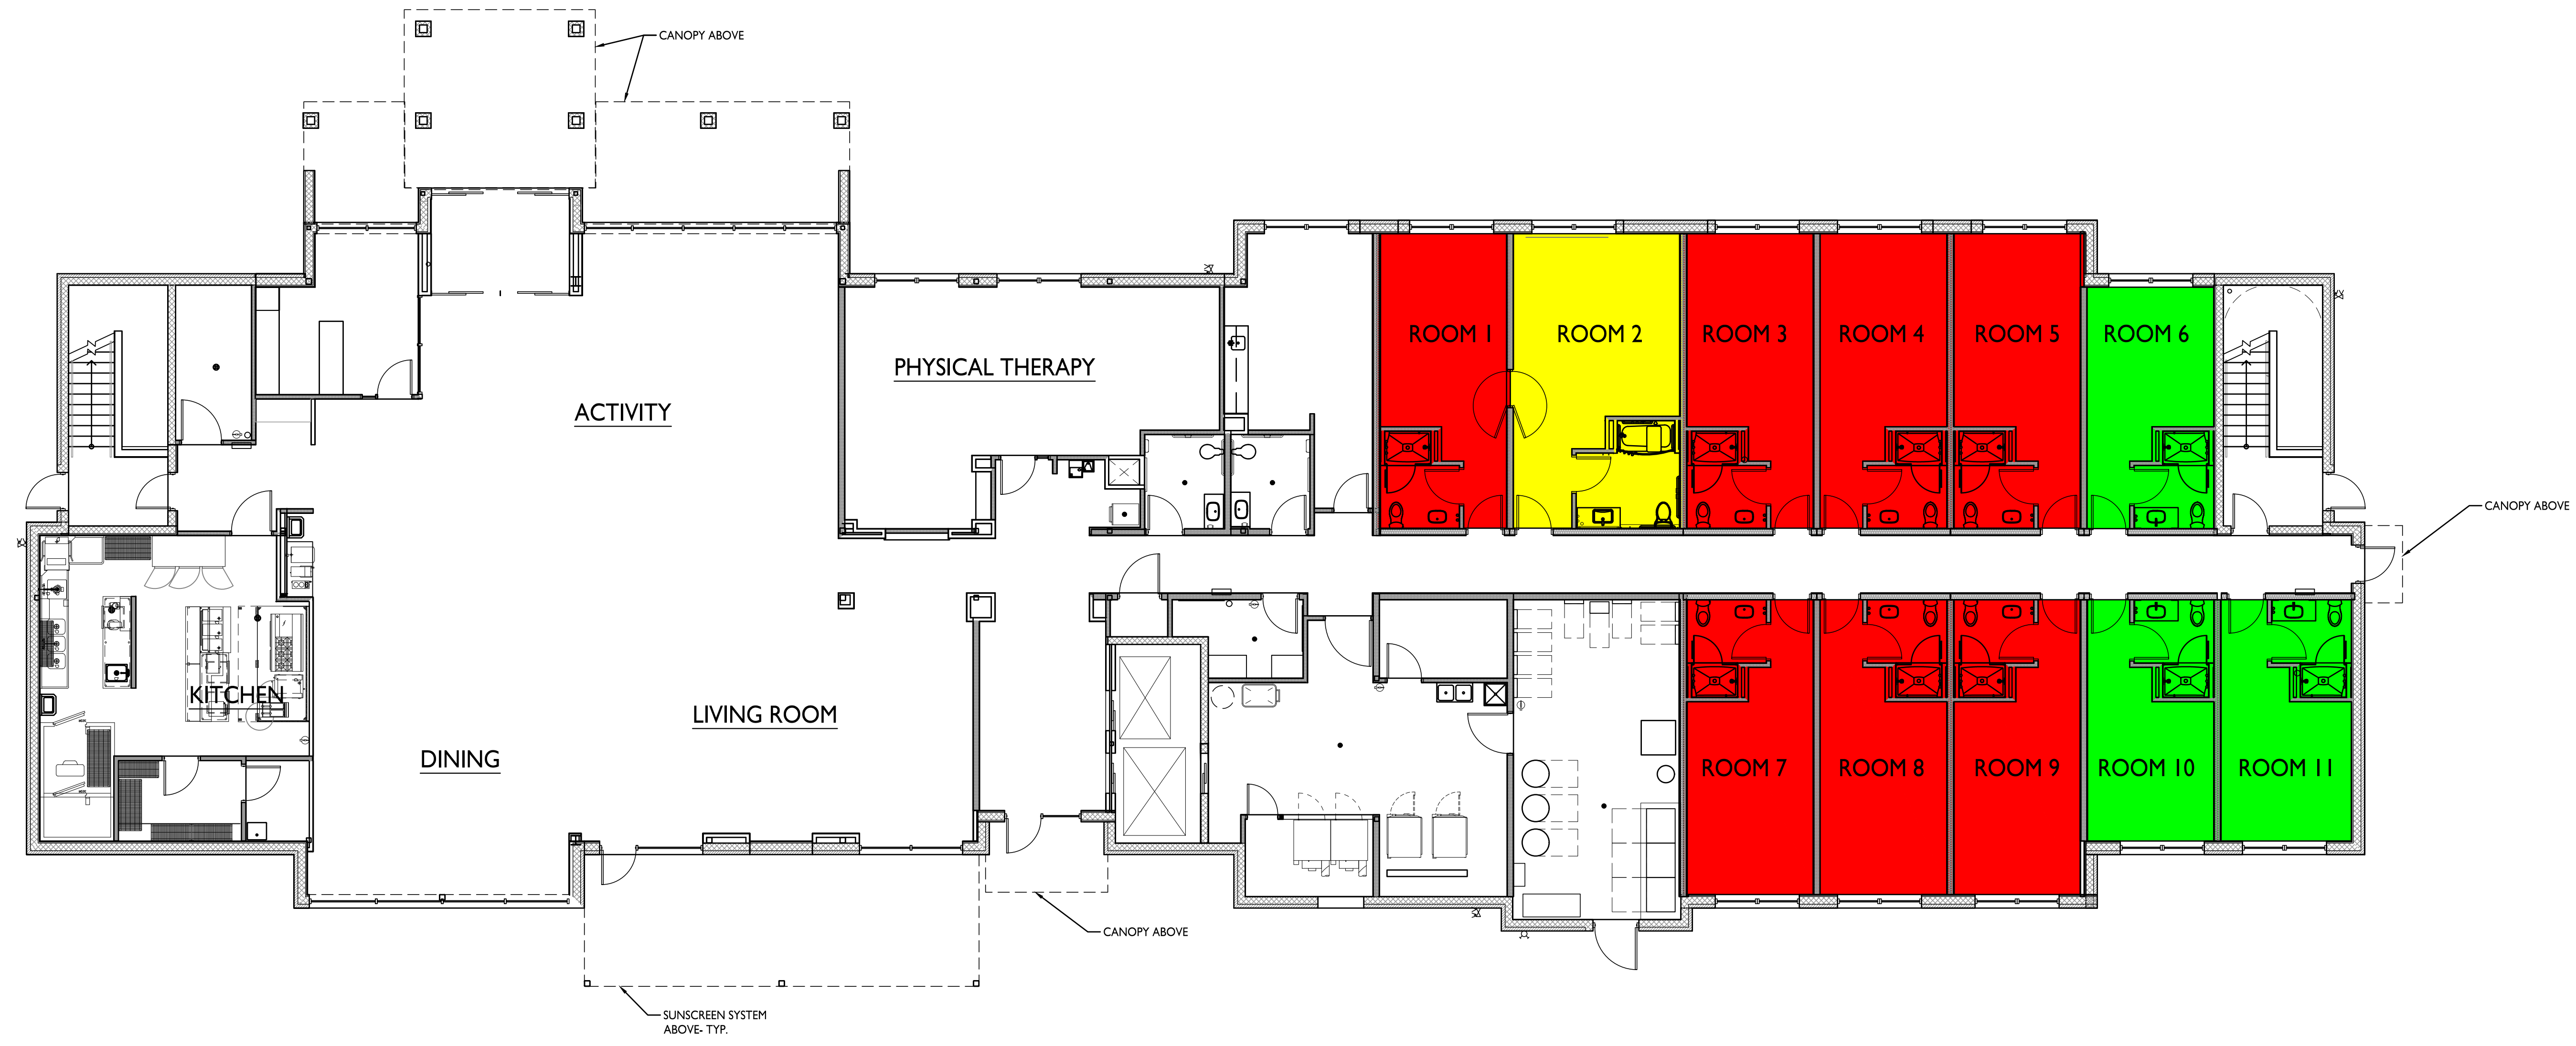 CANOPY ABOVE
ROOM 1
ROOM 2
ROOM 3
ROOM 4
ROOM 5
ROOM 6
PHYSICAL THERAPY
ACTIVITY
CANOPY ABOVE
KITCHEN
LIVING ROOM
DINING
ROOM 7
ROOM 8
ROOM 9
ROOM 10
ROOM 11
CANOPY ABOVE
SUNSCREEN SYSTEM
ABOVE- TYP.